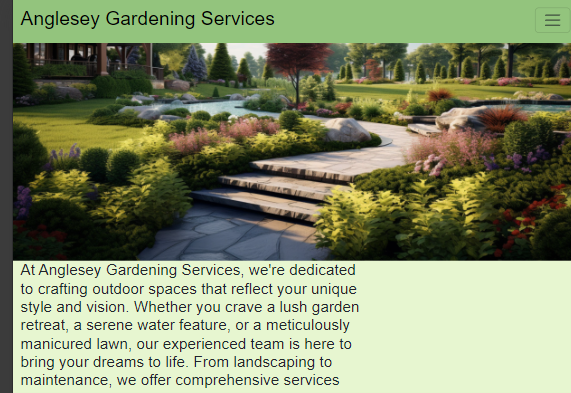 Anglesey Gardening Services
At Anglesey Gardening Services, we're dedicated
to crafting outdoor spaces that reflect your unique
style and vision. Whether you crave a lush garden
retreat, a serene water feature, or a meticulously
manicured lawn, our experienced team is here to
bring your dreams to life. From landscaping to
maintenance, we offer comprehensive services